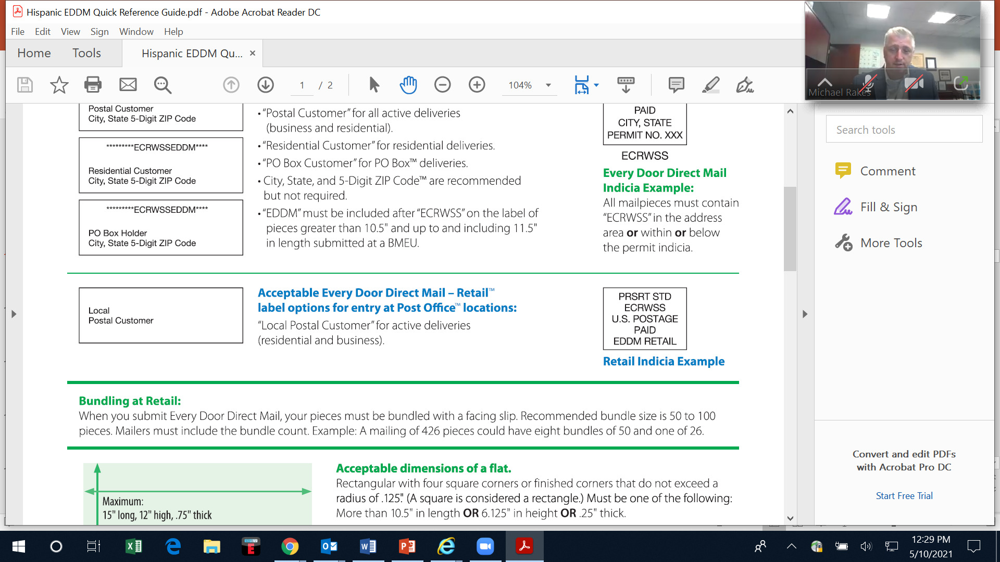 Hispanic EDDM Quick Reference Guide.pdf - Adobe Acrobat Reader DC
File Edit View Sign Window Help
Home Tools Hispanic EDDM Qu... ×
1 / 2 104%
Michael Rakes
Postal Customer
City, State 5-Digit ZIP Code
*********ECRWSSEDDM****
Residential Customer
City, State 5-Digit ZIP Code
*********ECRWSSEDDM****
PO Box Holder
City, State 5-Digit ZIP Code
• "Postal Customer" for all active deliveries
(business and residential).
• "Residential Customer" for residential deliveries.
• "PO Box Customer" for PO Box™ deliveries.
• City, State, and 5-Digit ZIP Code™ are recommended
but not required.
• "EDDM" must be included after "ECRWSS" on the label of
pieces greater than 10.5" and up to and including 11.5"
in length submitted at a BMEU.
PAID
CITY, STATE
PERMIT NO. XXX
ECRWSS
Every Door Direct Mail
Indicia Example:
All mailpieces must contain
"ECRWSS" in the address
area or within or below
the permit indicia.
Local
Postal Customer
Acceptable Every Door Direct Mail – Retail™
label options for entry at Post Office™ locations:
"Local Postal Customer" for active deliveries
(residential and business).
PRSRT STD
ECRWSS
U.S. POSTAGE
PAID
EDDM RETAIL
Retail Indicia Example
Bundling at Retail:
When you submit Every Door Direct Mail, your pieces must be bundled with a facing slip. Recommended bundle size is 50 to 100
pieces. Mailers must include the bundle count. Example: A mailing of 426 pieces could have eight bundles of 50 and one of 26.
Maximum:
15" long, 12" high, .75" thick
Acceptable dimensions of a flat.
Rectangular with four square corners or finished corners that do not exceed a
radius of .125". (A square is considered a rectangle.) Must be one of the following:
More than 10.5" in length OR 6.125" in height OR .25" thick.
Search tools
Comment
Fill & Sign
More Tools
Convert and edit PDFs
with Acrobat Pro DC
Start Free Trial
12:29 PM
5/10/2021